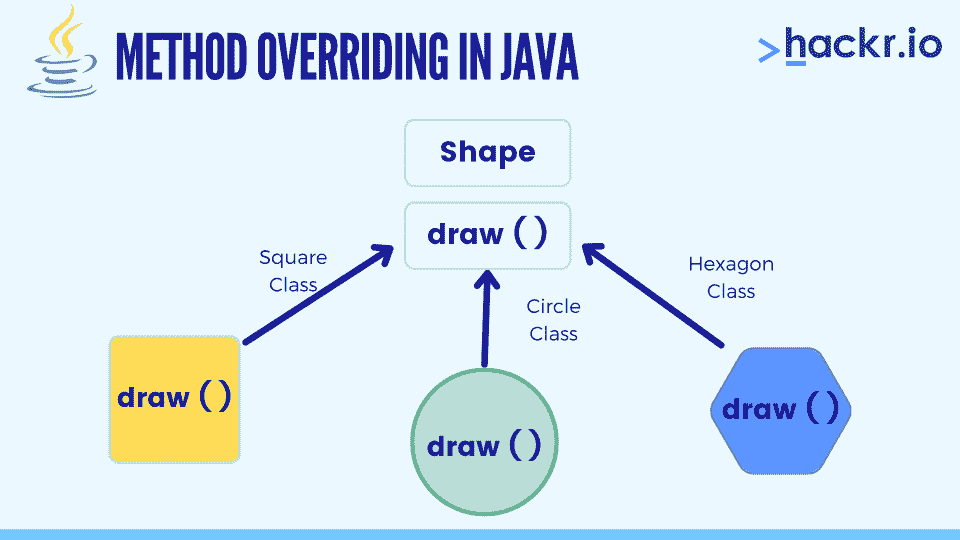 METHOD OVERRIDING IN JAVA
>hackr.io
Shape
draw ( )
Square
Class
Hexagon
Class
Circle
Class
draw ( )
draw ( )
draw ( )